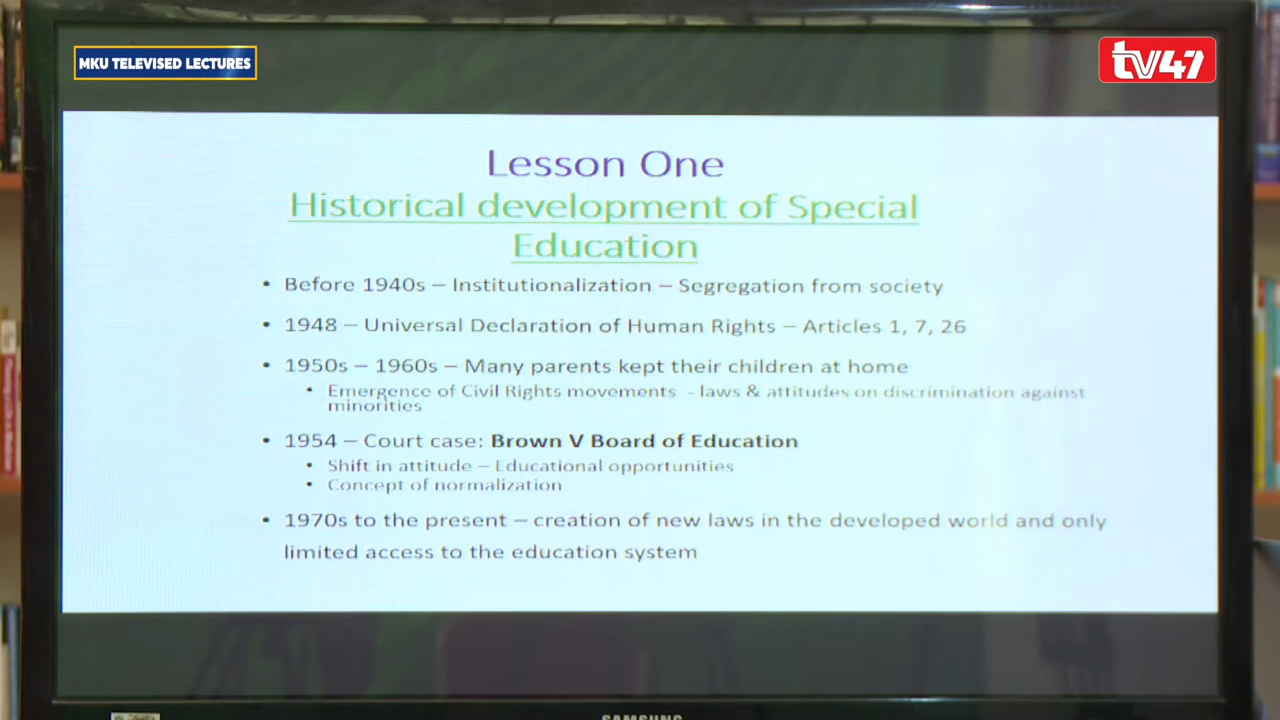 MKU TELEVISED LECTURES
tv47
Lesson One
Historical development of Special
Education
• Before 1940s – Institutionalization – Segregation from society
• 1948 – Universal Declaration of Human Rights – Articles 1, 7, 26
• 1950s – 1960s – Many parents kept their children at home
• Emergence of Civil Rights movements - laws & attitudes on discrimination against
minorities
• 1954 – Court case: Brown V Board of Education
• Shift in attitude – Educational opportunities
• Concept of normalization
• 1970s to the present – creation of new laws in the developed world and only
limited access to the education system
SAMSUNG